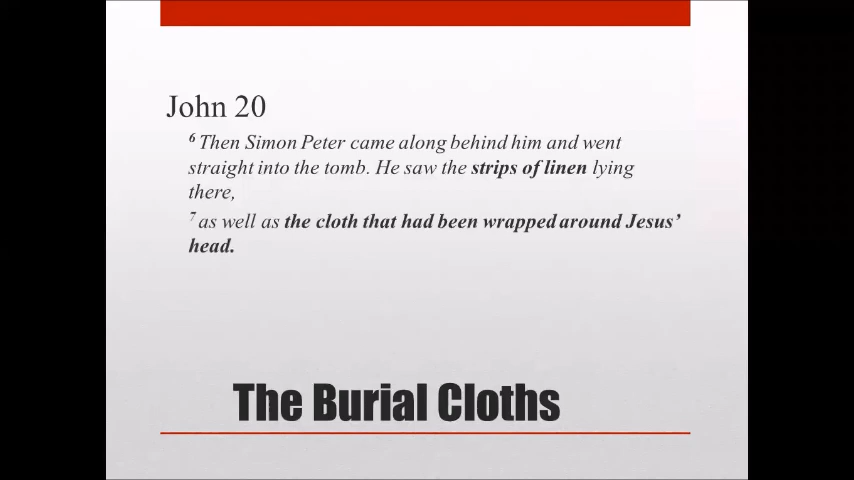 John 20
6 Then Simon Peter came along behind him and went
straight into the tomb. He saw the strips of linen lying
there,
7 as well as the cloth that had been wrapped around Jesus’
head.
The Burial Cloths